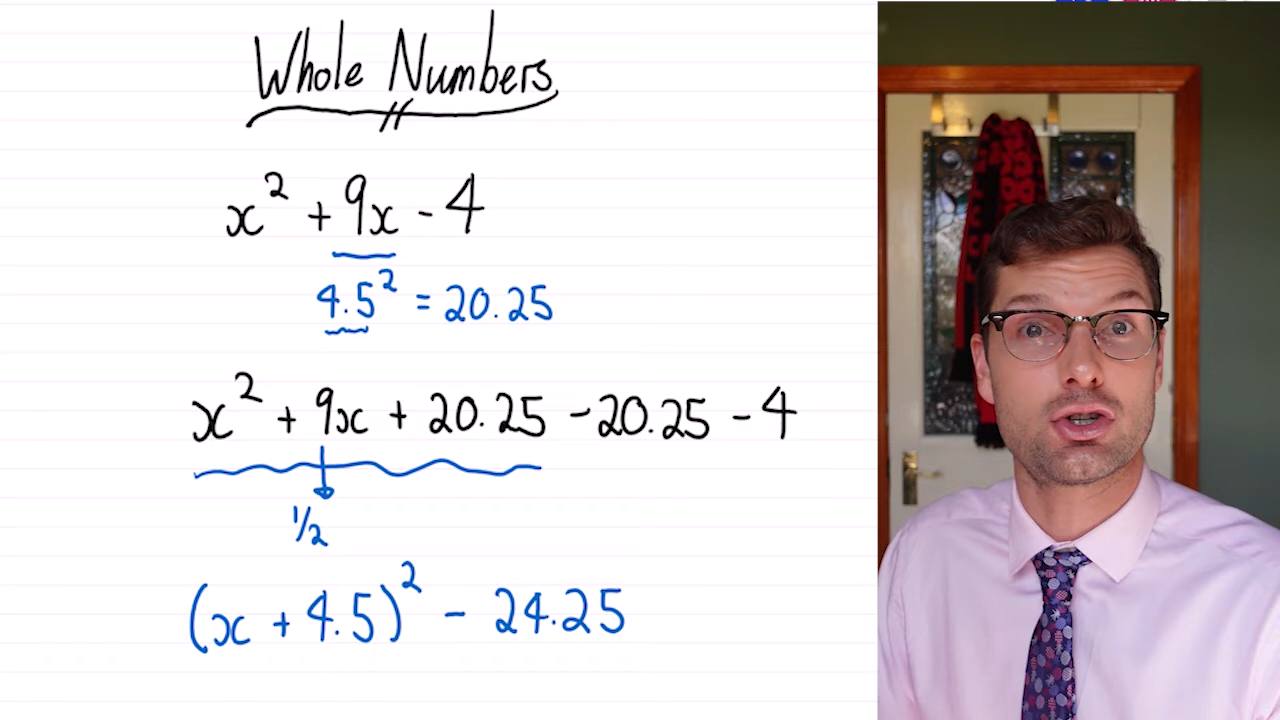 Whole Numbers
x² + 9x - 4
4.5² = 20.25
x² + 9x + 20.25 - 20.25 - 4
1/2
(x + 4.5)² - 24.25